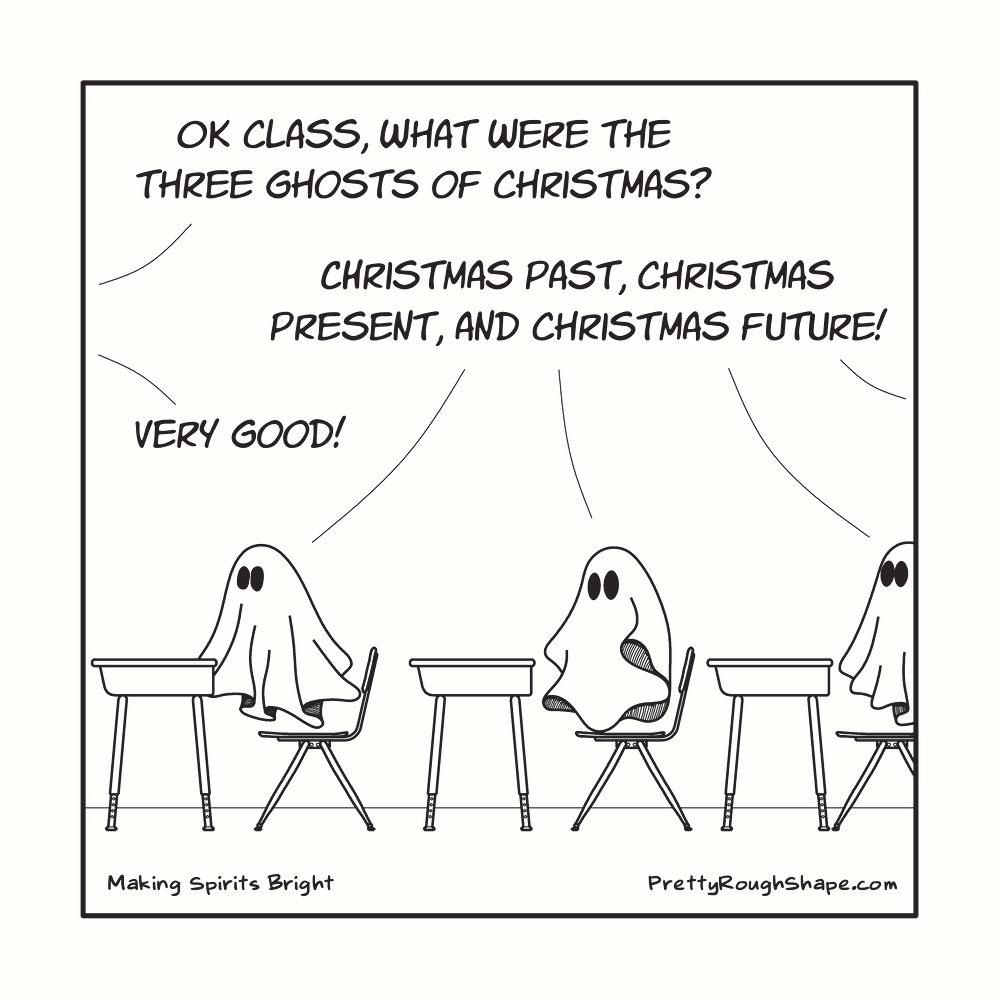 OK CLASS, WHAT WERE THE
THREE GHOSTS OF CHRISTMAS?
CHRISTMAS PAST, CHRISTMAS
PRESENT, AND CHRISTMAS FUTURE!
VERY GOOD!
Making Spirits Bright
PrettyRoughShape.com